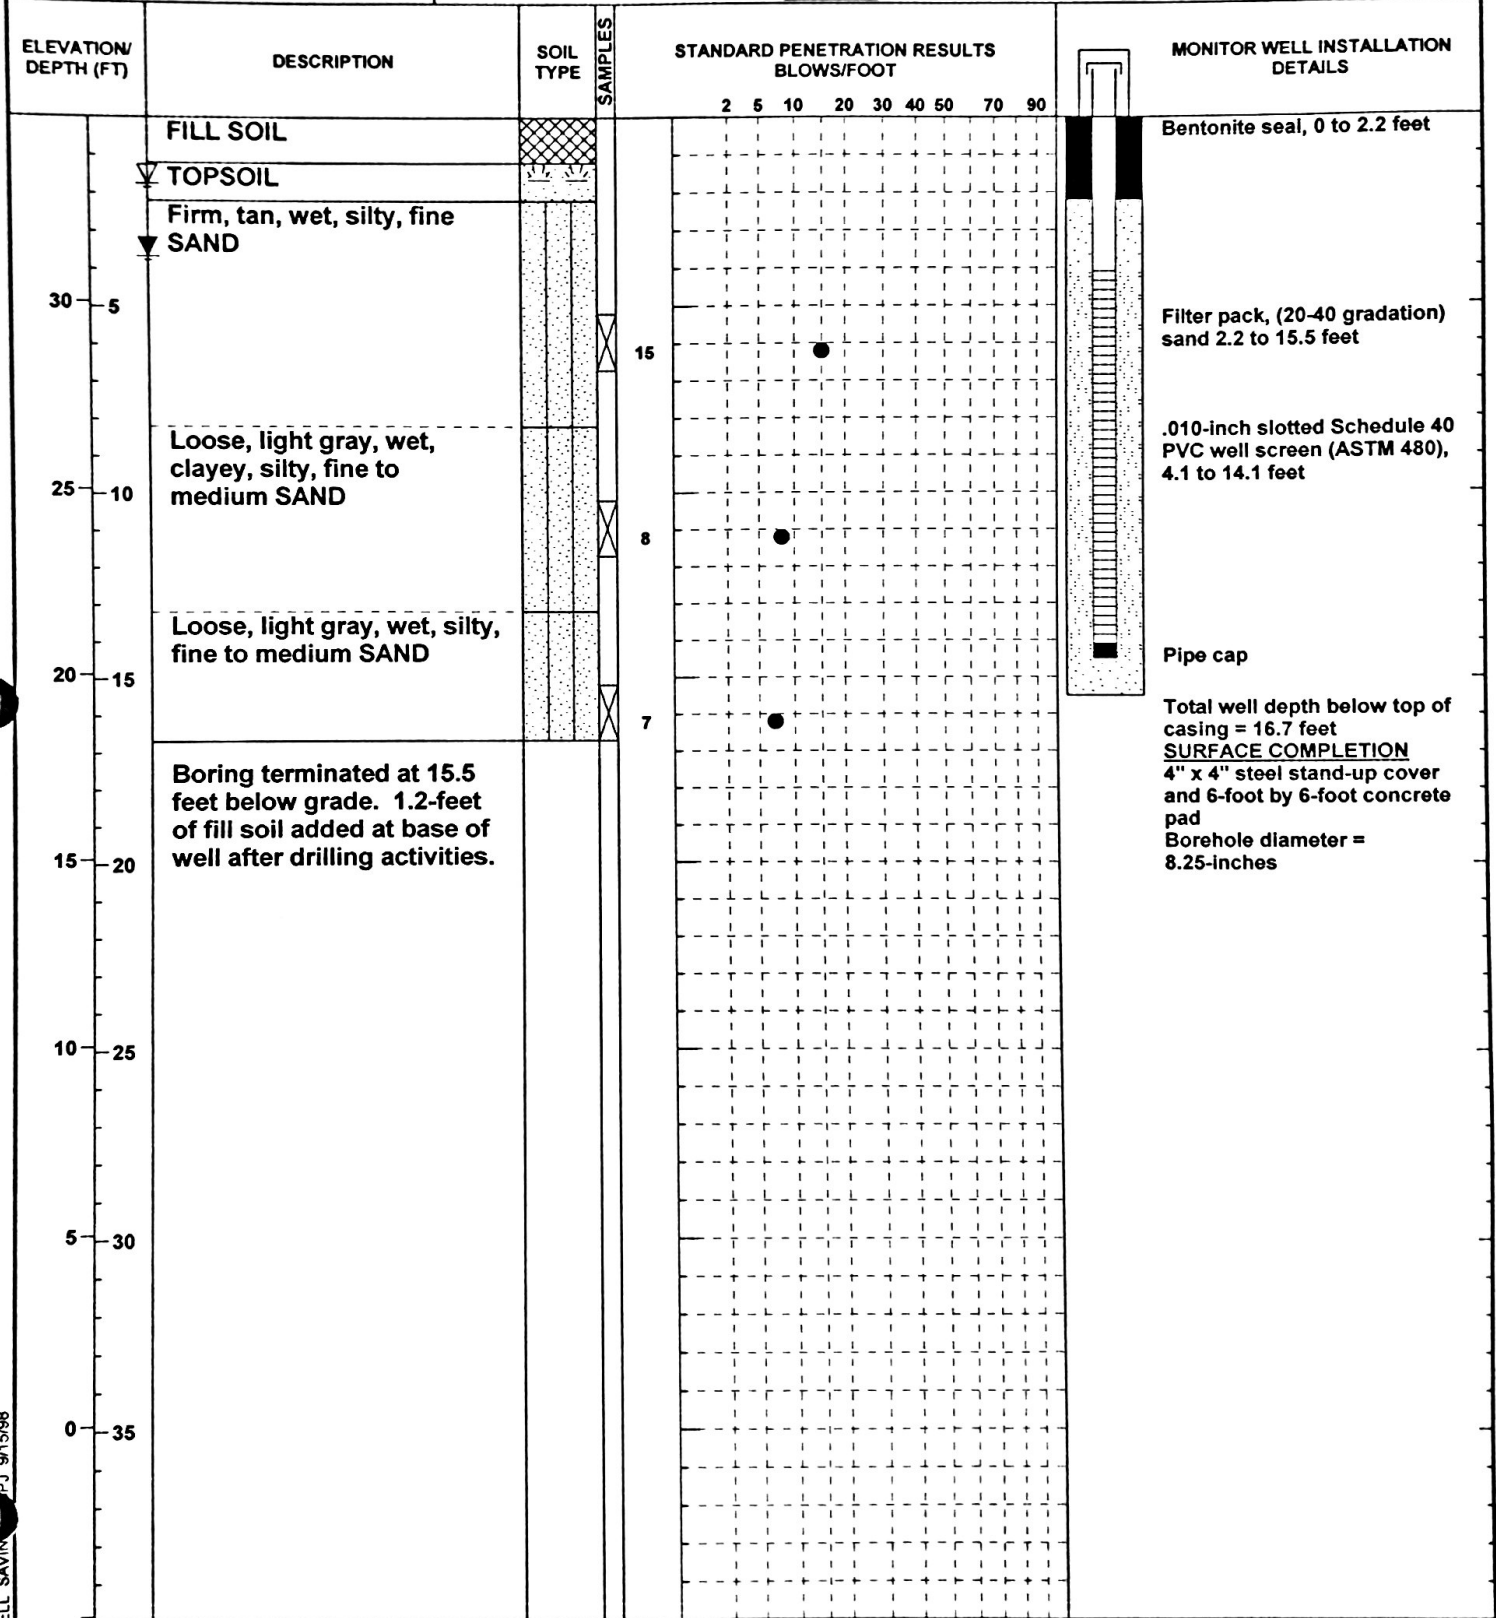 ELEVATION/
DEPTH (FT)
DESCRIPTION
SOIL
TYPE
SAMPLES
STANDARD PENETRATION RESULTS
BLOWS/FOOT
2 5 10 20 30 40 50 70 90
MONITOR WELL INSTALLATION
DETAILS
FILL SOIL
TOPSOIL
Firm, tan, wet, silty, fine
SAND
Loose, light gray, wet,
clayey, silty, fine to
medium SAND
Loose, light gray, wet, silty,
fine to medium SAND
Boring terminated at 15.5
feet below grade. 1.2-feet
of fill soil added at base of
well after drilling activities.
30 5
25 10
20 15
15 20
10 25
5 30
0 35
15
8
7
Bentonite seal, 0 to 2.2 feet
Filter pack, (20-40 gradation)
sand 2.2 to 15.5 feet
.010-inch slotted Schedule 40
PVC well screen (ASTM 480),
4.1 to 14.1 feet
Pipe cap
Total well depth below top of
casing = 16.7 feet
SURFACE COMPLETION
4" x 4" steel stand-up cover
and 6-foot by 6-foot concrete
pad
Borehole diameter =
8.25-inches
9/15/98